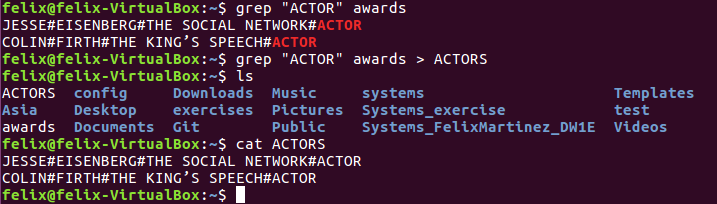 felix@felix-VirtualBox:~$ grep "ACTOR" awards
JESSE#EISENBERG#THE SOCIAL NETWORK#ACTOR
COLIN#FIRTH#THE KING’S SPEECH#ACTOR
felix@felix-VirtualBox:~$ grep "ACTOR" awards > ACTORS
felix@felix-VirtualBox:~$ ls
ACTORS config Downloads Music systems Templates
Asia Desktop exercises Pictures Systems_exercise test
awards Documents Git Public Systems_FelixMartinez_DW1E Videos
felix@felix-VirtualBox:~$ cat ACTORS
JESSE#EISENBERG#THE SOCIAL NETWORK#ACTOR
COLIN#FIRTH#THE KING’S SPEECH#ACTOR
felix@felix-VirtualBox:~$